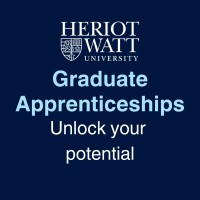 HERIOT
WATT
UNIVERSITY
Graduate
Apprenticeships
Unlock your
potential